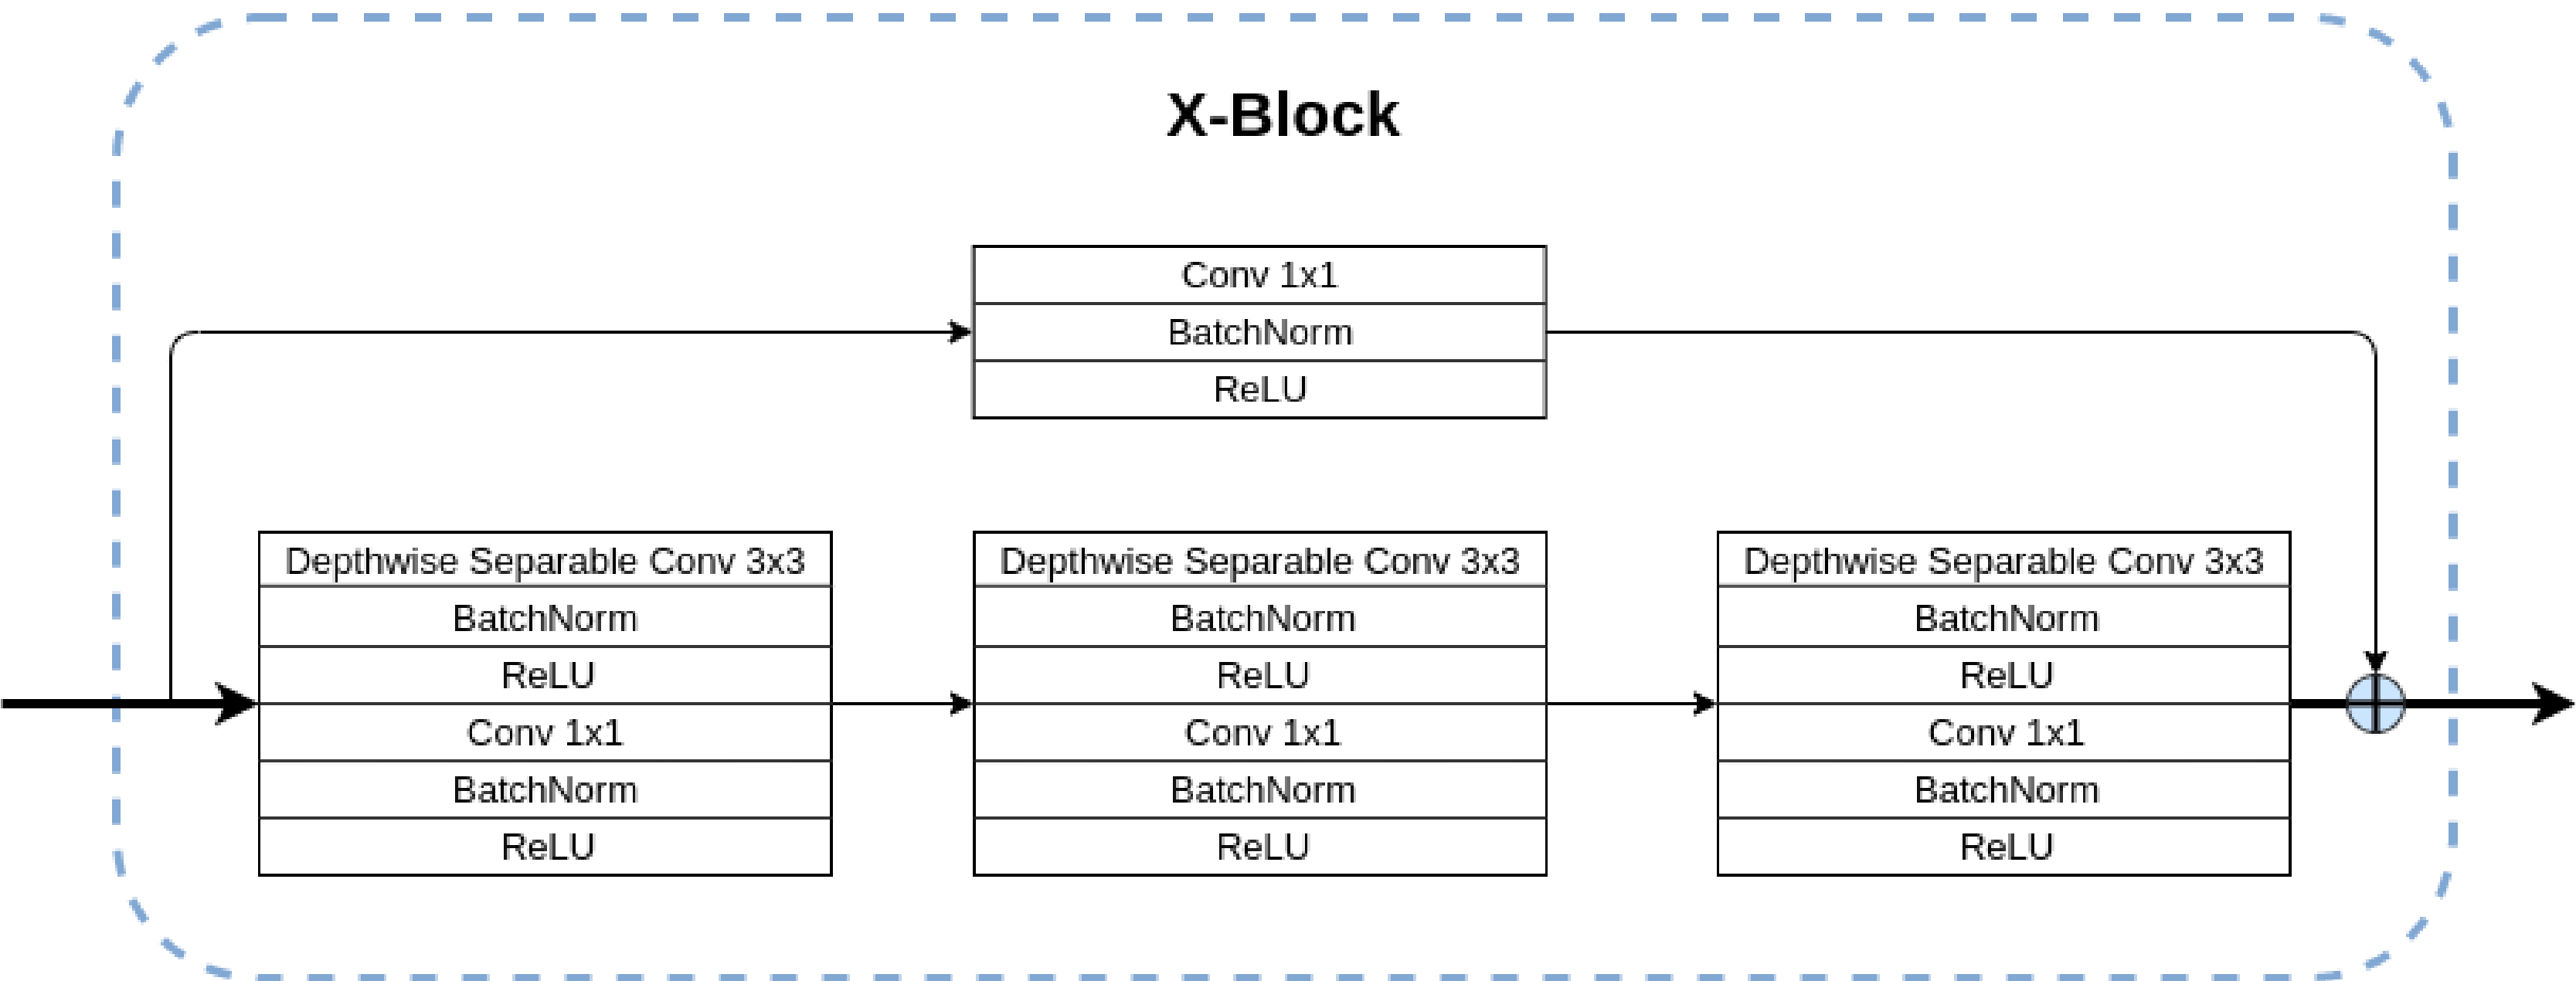 X-Block
Conv 1x1
BatchNorm
ReLU
Depthwise Separable Conv 3x3
BatchNorm
ReLU
Conv 1x1
BatchNorm
ReLU
Depthwise Separable Conv 3x3
BatchNorm
ReLU
Conv 1x1
BatchNorm
ReLU
Depthwise Separable Conv 3x3
BatchNorm
ReLU
Conv 1x1
BatchNorm
ReLU